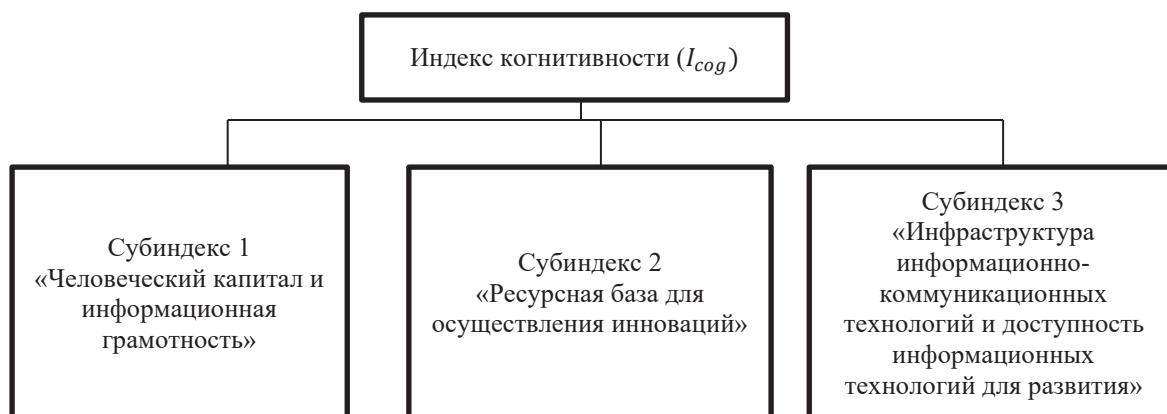 Индекс когнитивности (I_cog)
Субиндекс 1
«Человеческий капитал и
информационная
грамотность»
Субиндекс 2
«Ресурсная база для
осуществления инноваций»
Субиндекс 3
«Инфраструктура
информационно-
коммуникационных
технологий и доступность
информационных
технологий для развития»